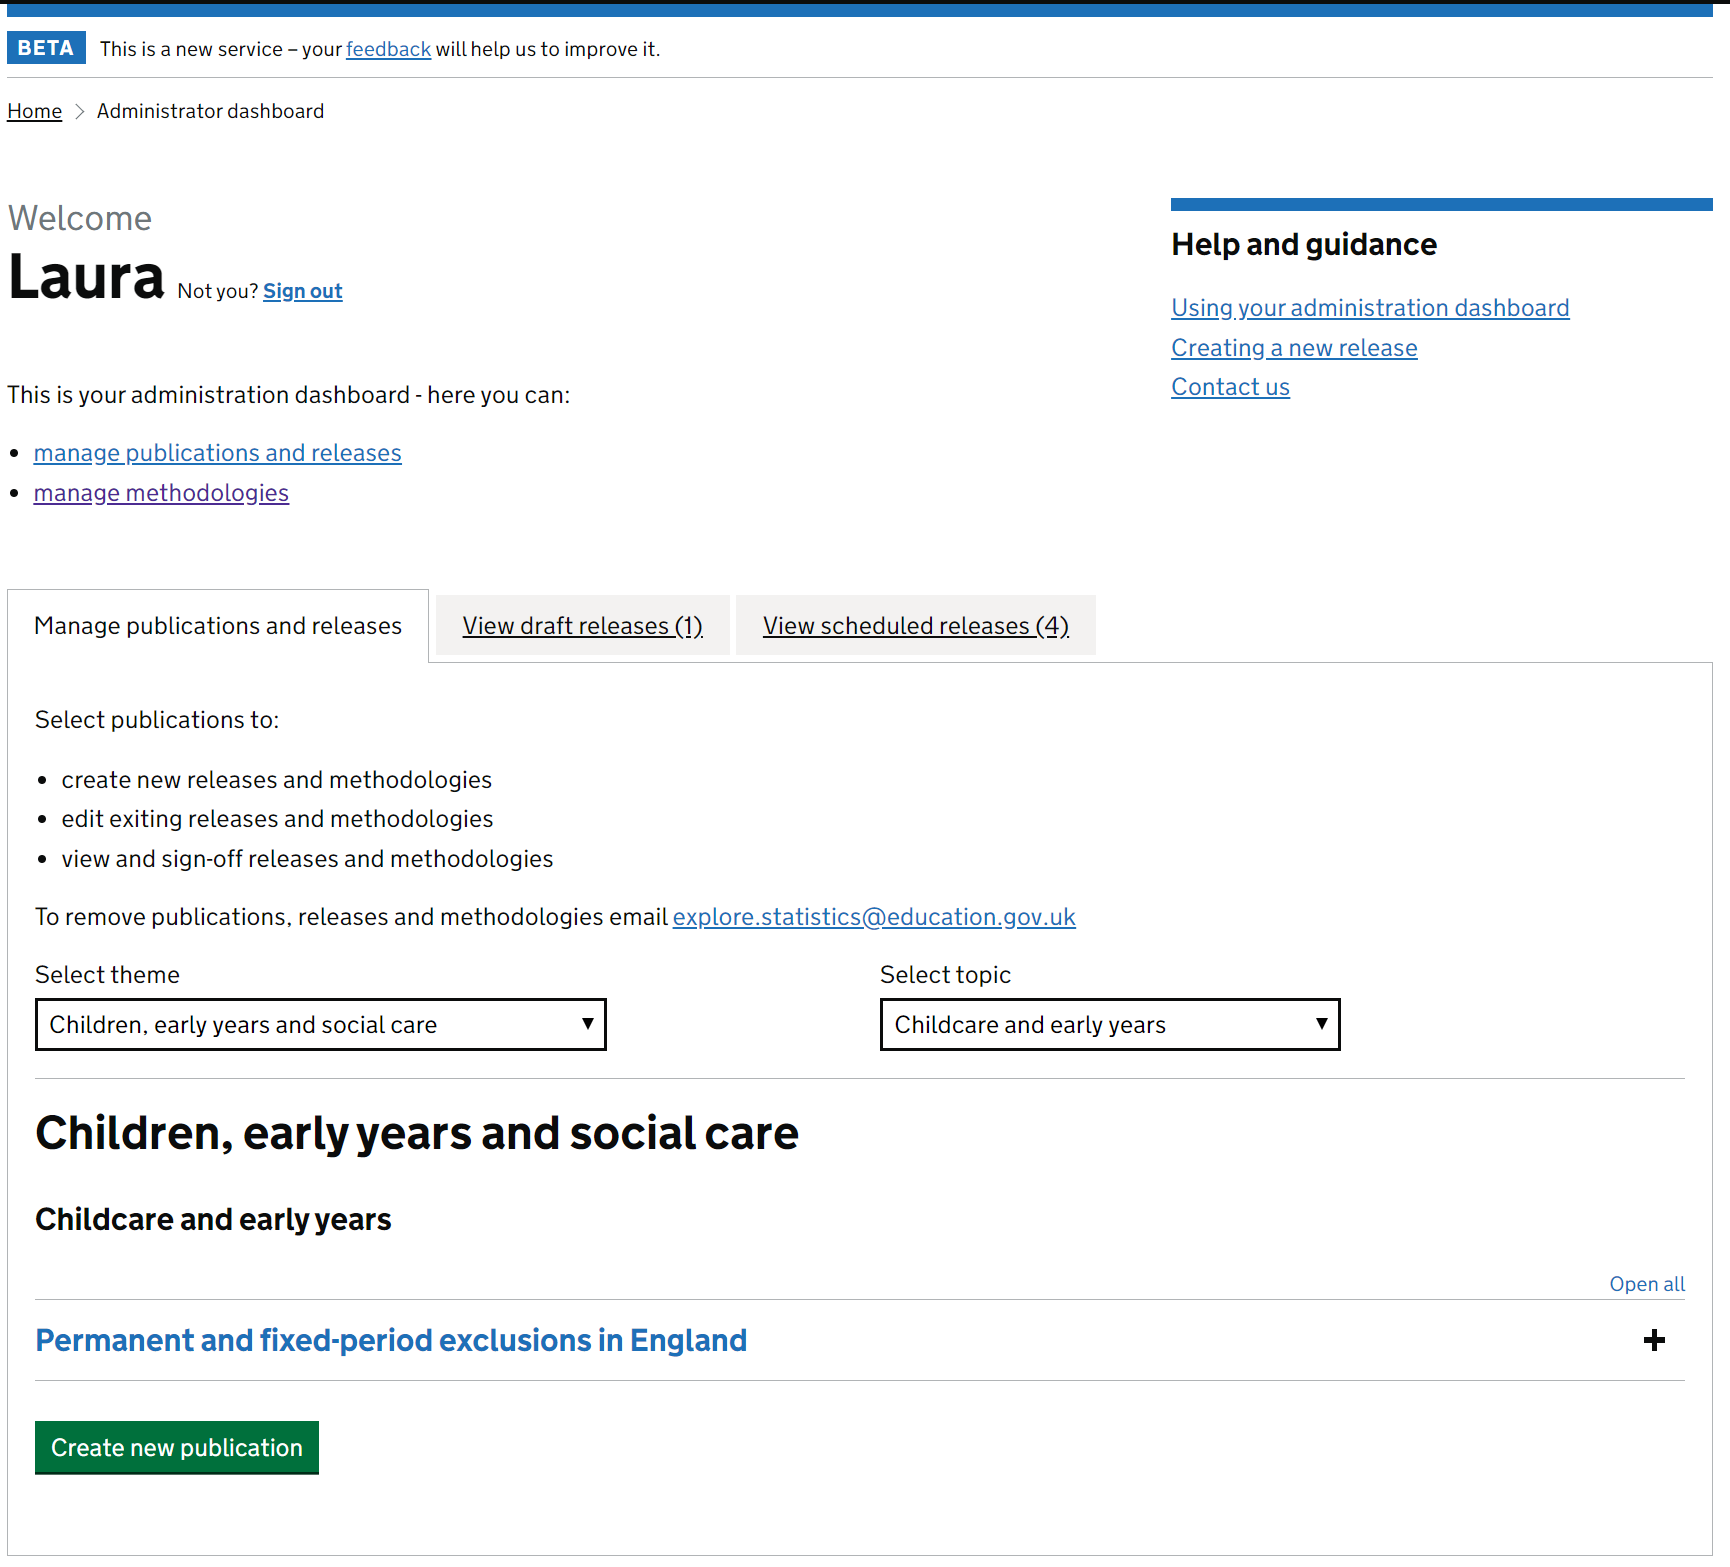 BETA This is a new service – your feedback will help us to improve it.
Home Administrator dashboard
Welcome
Laura Not you? Sign out
Help and guidance
Using your administration dashboard
Creating a new release
Contact us
This is your administration dashboard - here you can:
manage publications and releases
manage methodologies
Manage publications and releases View draft releases (1) View scheduled releases (4)
Select publications to:
create new releases and methodologies
edit exiting releases and methodologies
view and sign-off releases and methodologies
To remove publications, releases and methodologies email explore.statistics@education.gov.uk
Select theme Select topic
Children, early years and social care Childcare and early years
Children, early years and social care
Childcare and early years
Open all
Permanent and fixed-period exclusions in England
Create new publication